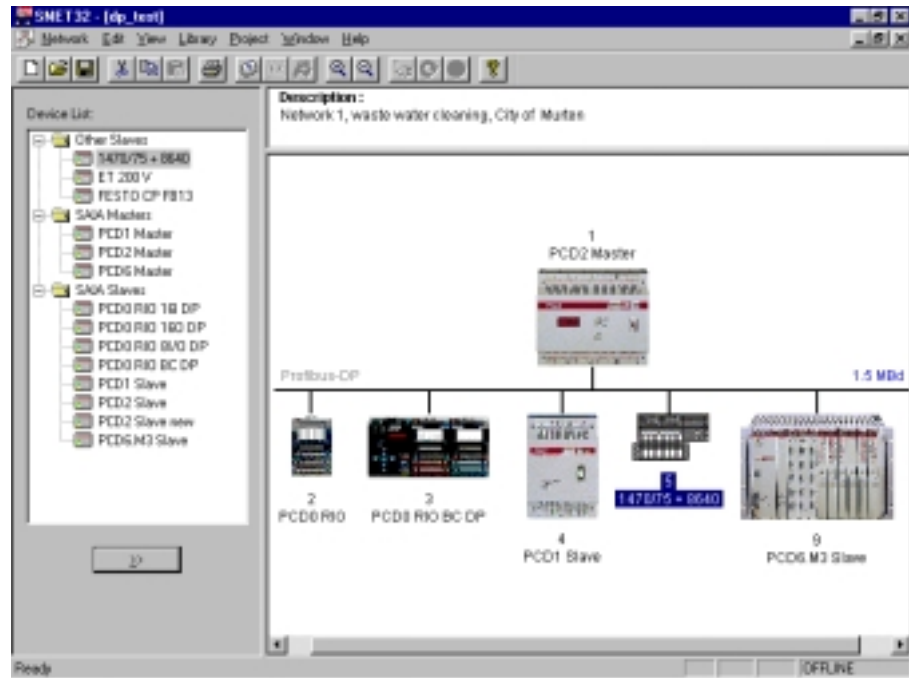 SNET32 - [dp_test]
Network Edit View Library Project Window Help
Device List:
Other Slaves
1470/75 + 8640
ET 200 V
FESTO CP FB13
SAIA Masters
PCD1 Master
PCD2 Master
PCD6 Master
SAIA Slaves
PCD0 RIO 16I DP
PCD0 RIO 16O DP
PCD0 RIO 8I/O DP
PCD0 RIO BC DP
PCD1 Slave
PCD2 Slave
PCD2 Slave new
PCD6.M3 Slave
>>
Description :
Network 1, waste water cleaning, City of Murten
1
PCD2 Master
Profibus-DP
1.5 MBd
2
PCD0 RIO
3
PCD0 RIO BC DP
4
PCD1 Slave
5
1470/75 + 8640
9
PCD6.M3 Slave
Ready
OFFLINE